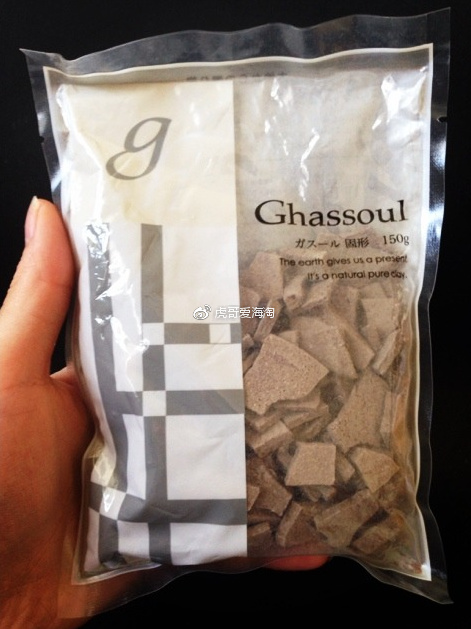 g
Ghassoul
ガスール 固形 150g
The earth gives us a present
It's a natural pure clay.
虎哥爱海淘